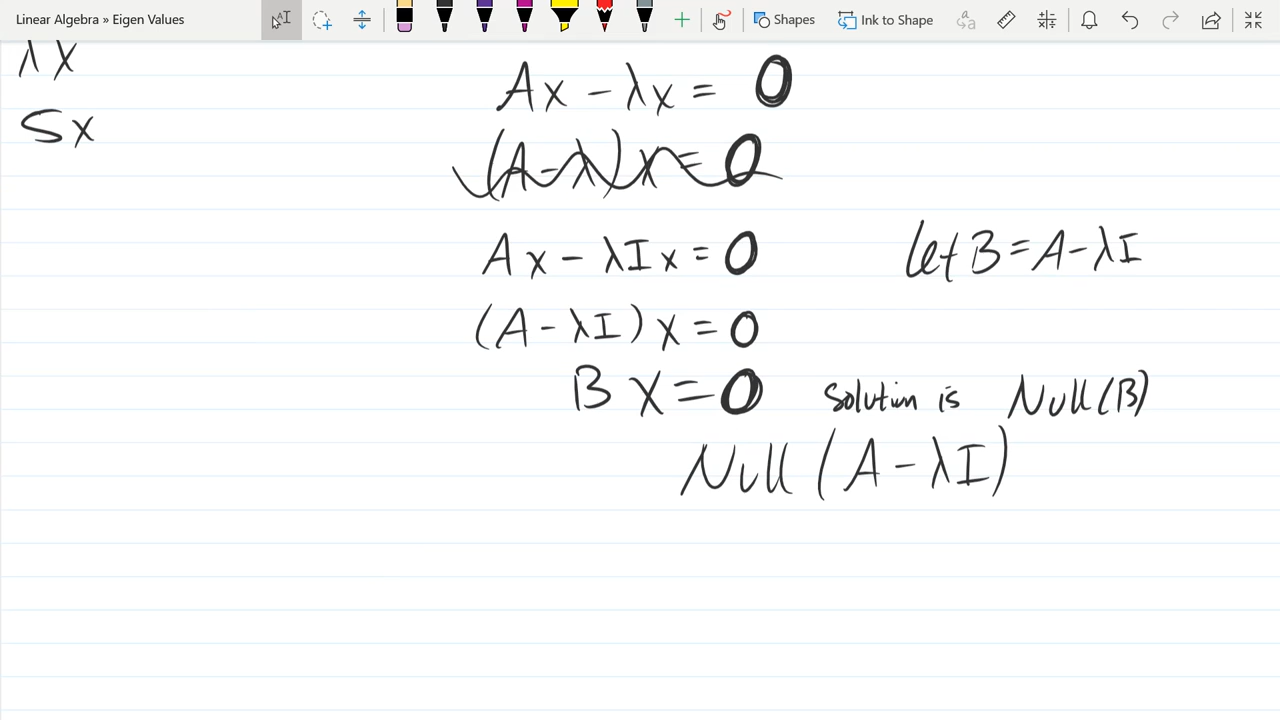 Linear Algebra » Eigen Values
Shapes
Ink to Shape
λx
5x
Ax - λx = 0
(A - λ)x = 0
Ax - λIx = 0
let B = A - λI
(A - λI)x = 0
Bx = 0 solution is Null(B)
Null(A - λI)